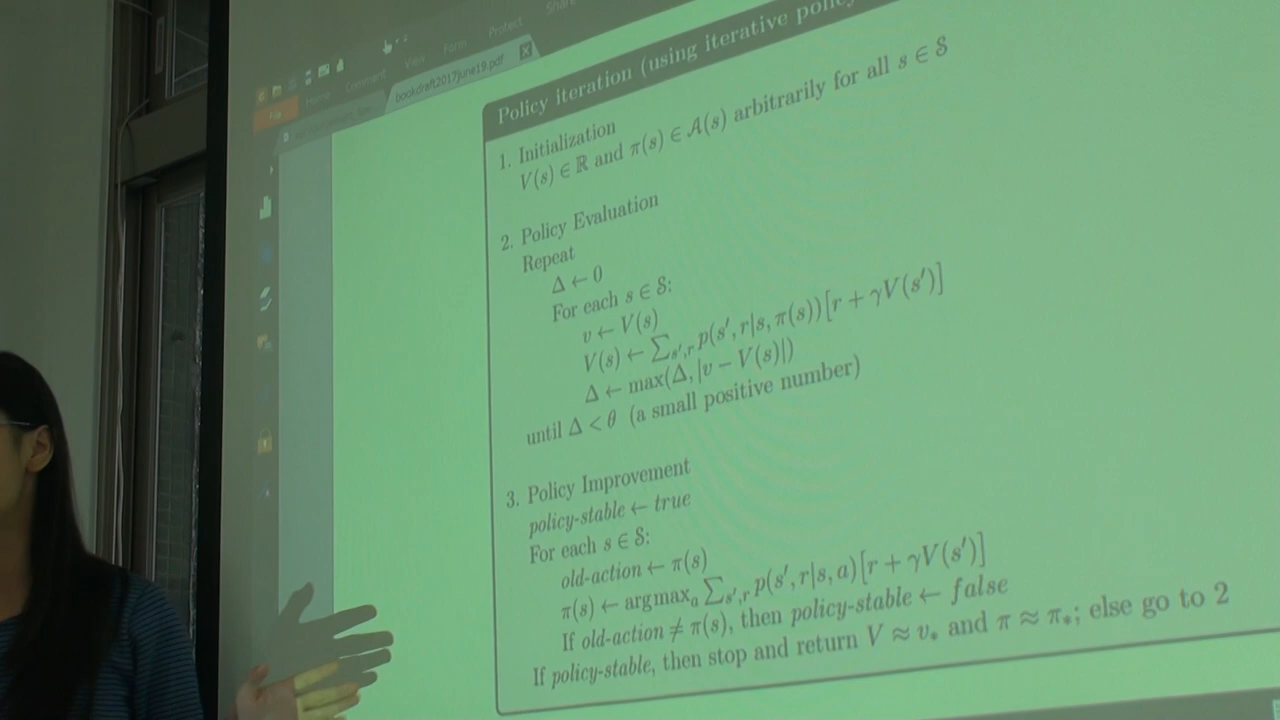 Form Protect Share
File Home Comment View
bookdraft2017june19.pdf
Policy iteration (using iterative policy
1. Initialization
V(s) ∈ ℝ and π(s) ∈ 𝒜(s) arbitrarily for all s ∈ 𝒮
2. Policy Evaluation
Repeat
Δ ← 0
For each s ∈ 𝒮:
v ← V(s)
V(s) ← ∑s′,r p(s′, r|s, π(s))[r + γV(s′)]
Δ ← max(Δ, |v − V(s)|)
until Δ < θ (a small positive number)
3. Policy Improvement
policy-stable ← true
For each s ∈ 𝒮:
old-action ← π(s)
π(s) ← argmaxa ∑s′,r p(s′, r|s, a)[r + γV(s′)]
If old-action ≠ π(s), then policy-stable ← false
If policy-stable, then stop and return V ≈ v* and π ≈ π*; else go to 2